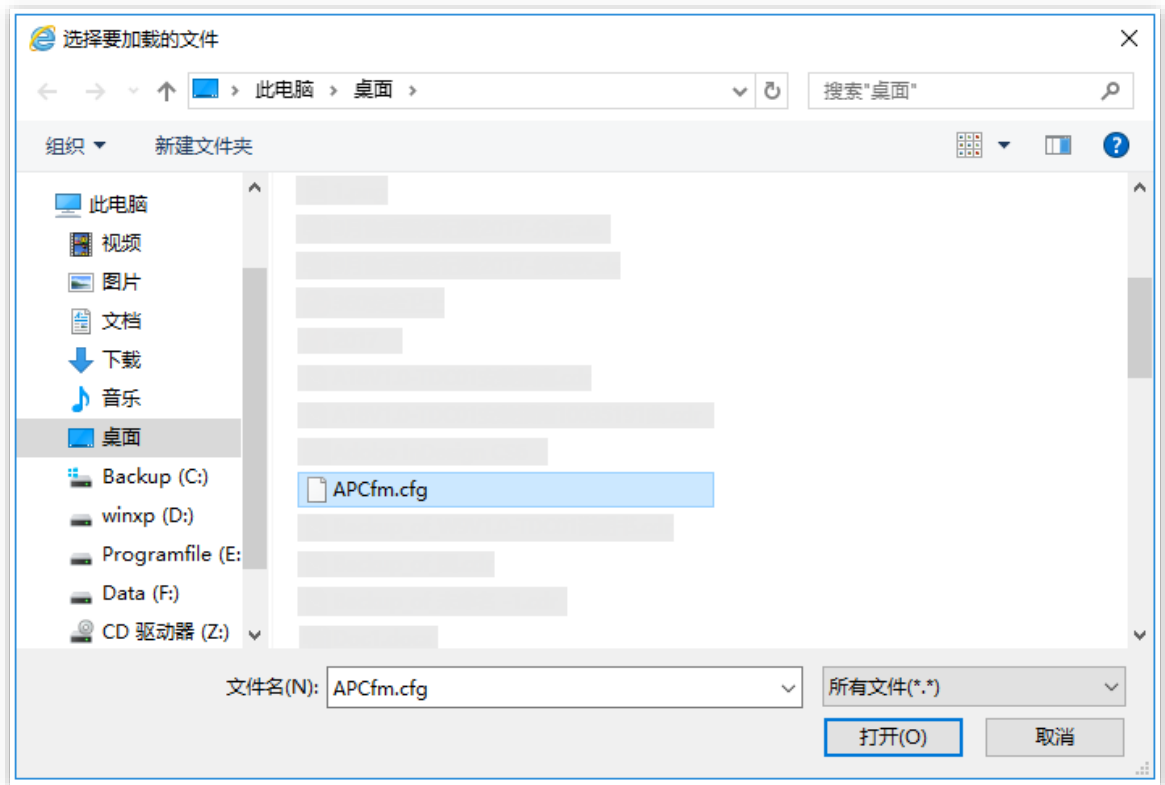 选择要加载的文件
此电脑 > 桌面 >
搜索"桌面"
组织
新建文件夹
此电脑
视频
图片
文档
下载
音乐
桌面
Backup (C:)
winxp (D:)
Programfile (E:
Data (F:)
CD 驱动器 (Z:)
APCfm.cfg
文件名(N):
APCfm.cfg
所有文件(*.*)
打开(O)
取消